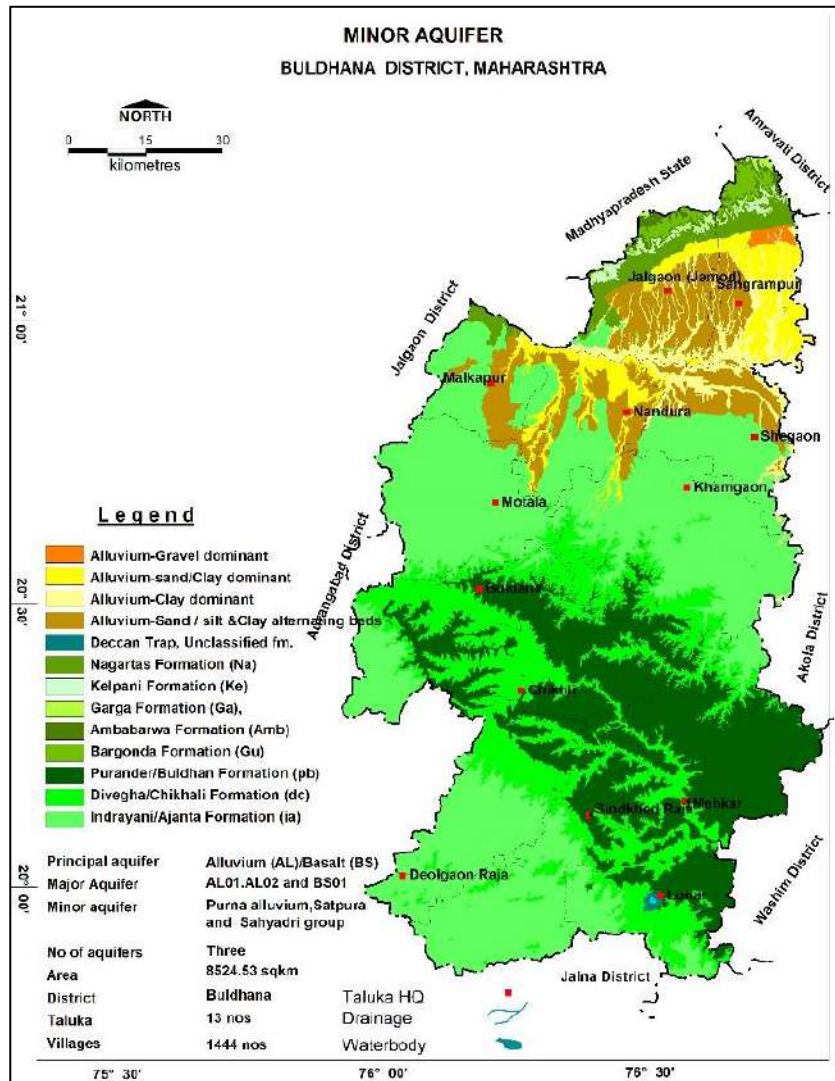 MINOR AQUIFER
BULDHANA DISTRICT, MAHARASHTRA
NORTH
0 15 30
kilometres
Amravati District
Madhyapradesh State
Jalgaon (Jamod)
Sangrampur
21° 00'
Jalgaon District
Malkapur
Nandura
Shegaon
Khamgaon
Motala
Legend
Alluvium-Gravel dominant
Alluvium-sand/Clay dominant
Alluvium-Clay dominant
Alluvium-Sand / silt &Clay alternating beds
Deccan Trap, Unclassified fm.
Nagartas Formation (Na)
Kelpani Formation (Ke)
Garga Formation (Ga),
Ambabarwa Formation (Amb)
Bargonda Formation (Gu)
Purander/Buldhan Formation (pb)
Divegha/Chikhali Formation (dc)
Indrayani/Ajanta Formation (ia)
Aurangabad District
20° 30'
Buldana
Akola District
Chikhli
Mehkar
Sindkhed Raja
Deolgaon Raja
Lonar
20° 00'
Washim District
Jalna District
Principal aquifer Alluvium (AL)/Basalt (BS)
Major Aquifer AL01.AL02 and BS01
Minor aquifer Purna alluvium,Satpura
and Sahyadri group
No of aquifers Three
Area 8524.53 sqkm
District Buldhana
Taluka 13 nos
Villages 1444 nos
Taluka HQ
Drainage
Waterbody
75° 30' 76° 00' 76° 30'